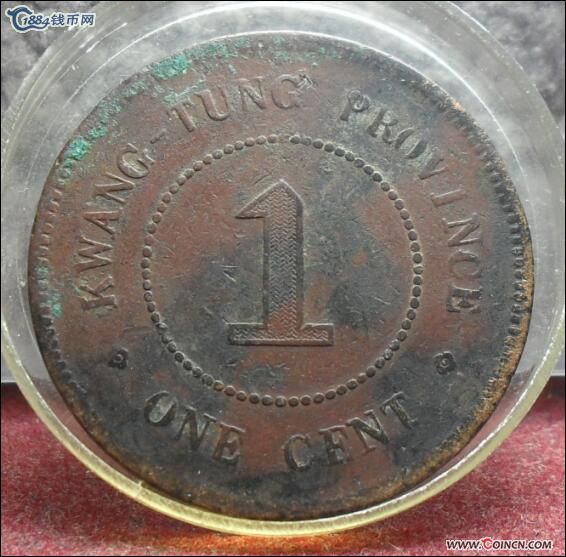 1884钱币网
KWANG-TUNG PROVINCE
1
ONE CENT
www.CoinCN.com